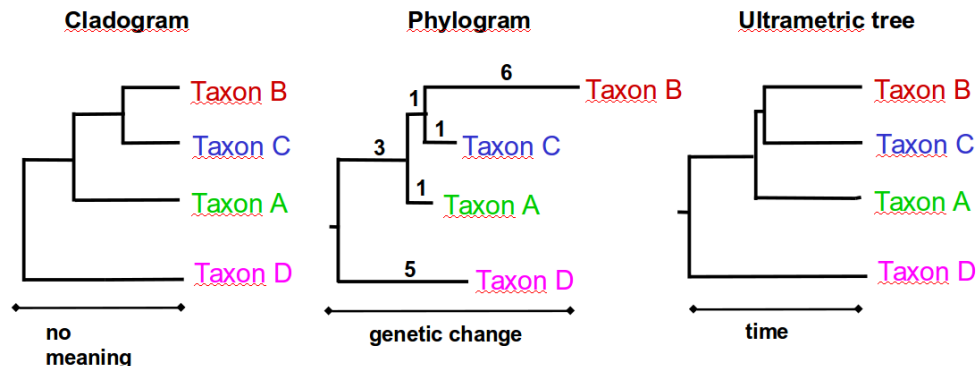 Cladogram
Taxon B
Taxon C
Taxon A
Taxon D
no
meaning
Phylogram
6
Taxon B
1
1
Taxon C
3
1
Taxon A
5
Taxon D
genetic change
Ultrametric tree
Taxon B
Taxon C
Taxon A
Taxon D
time